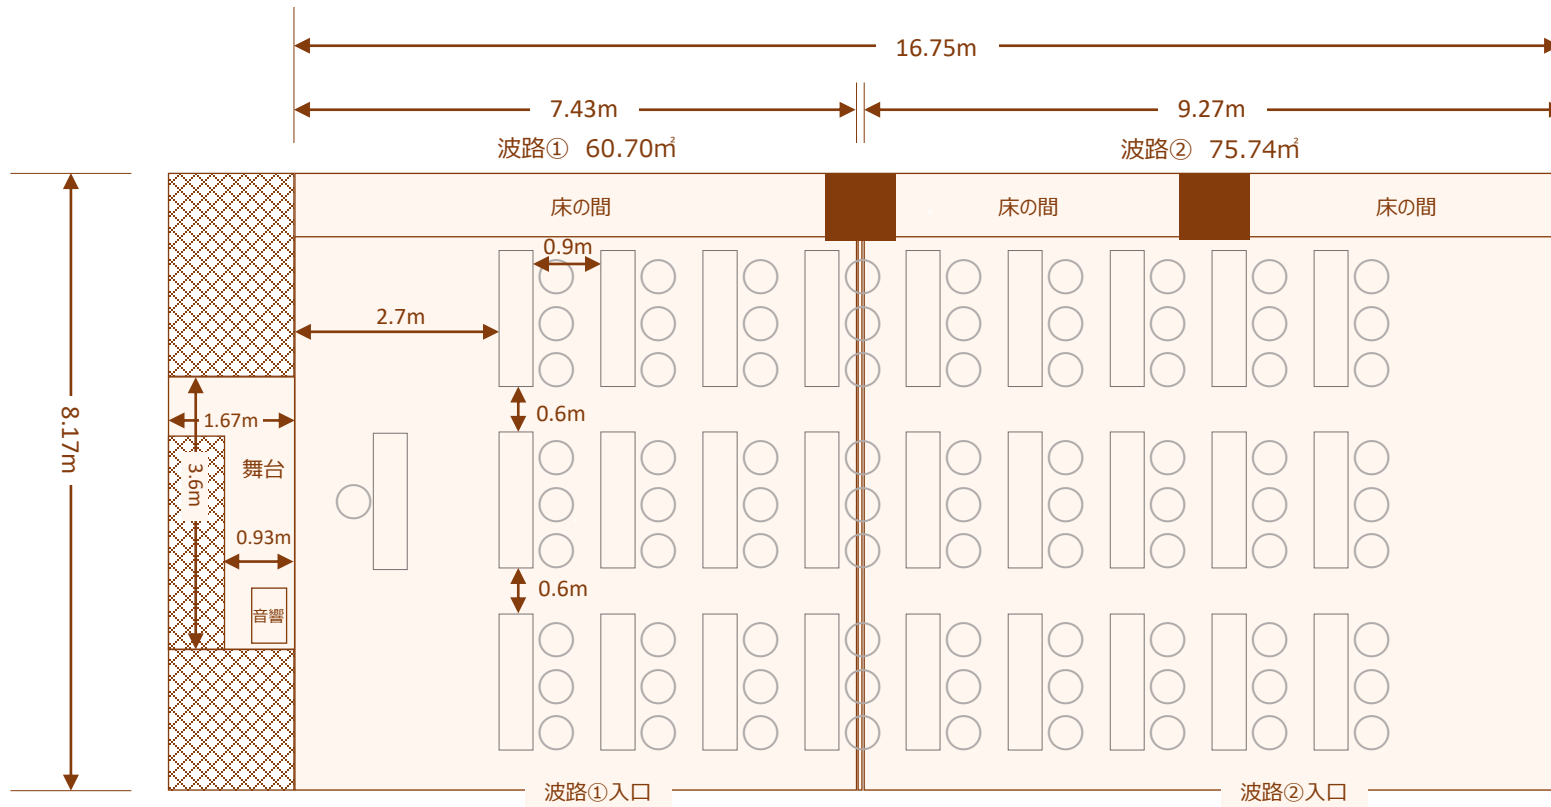 16.75m
7.43m
9.27m
波路① 60.70㎡
波路② 75.74㎡
床の間
床の間
床の間
0.9m
2.7m
8.17m
1.67m
0.6m
3.6m
舞台
0.93m
0.6m
音響
波路①入口
波路②入口